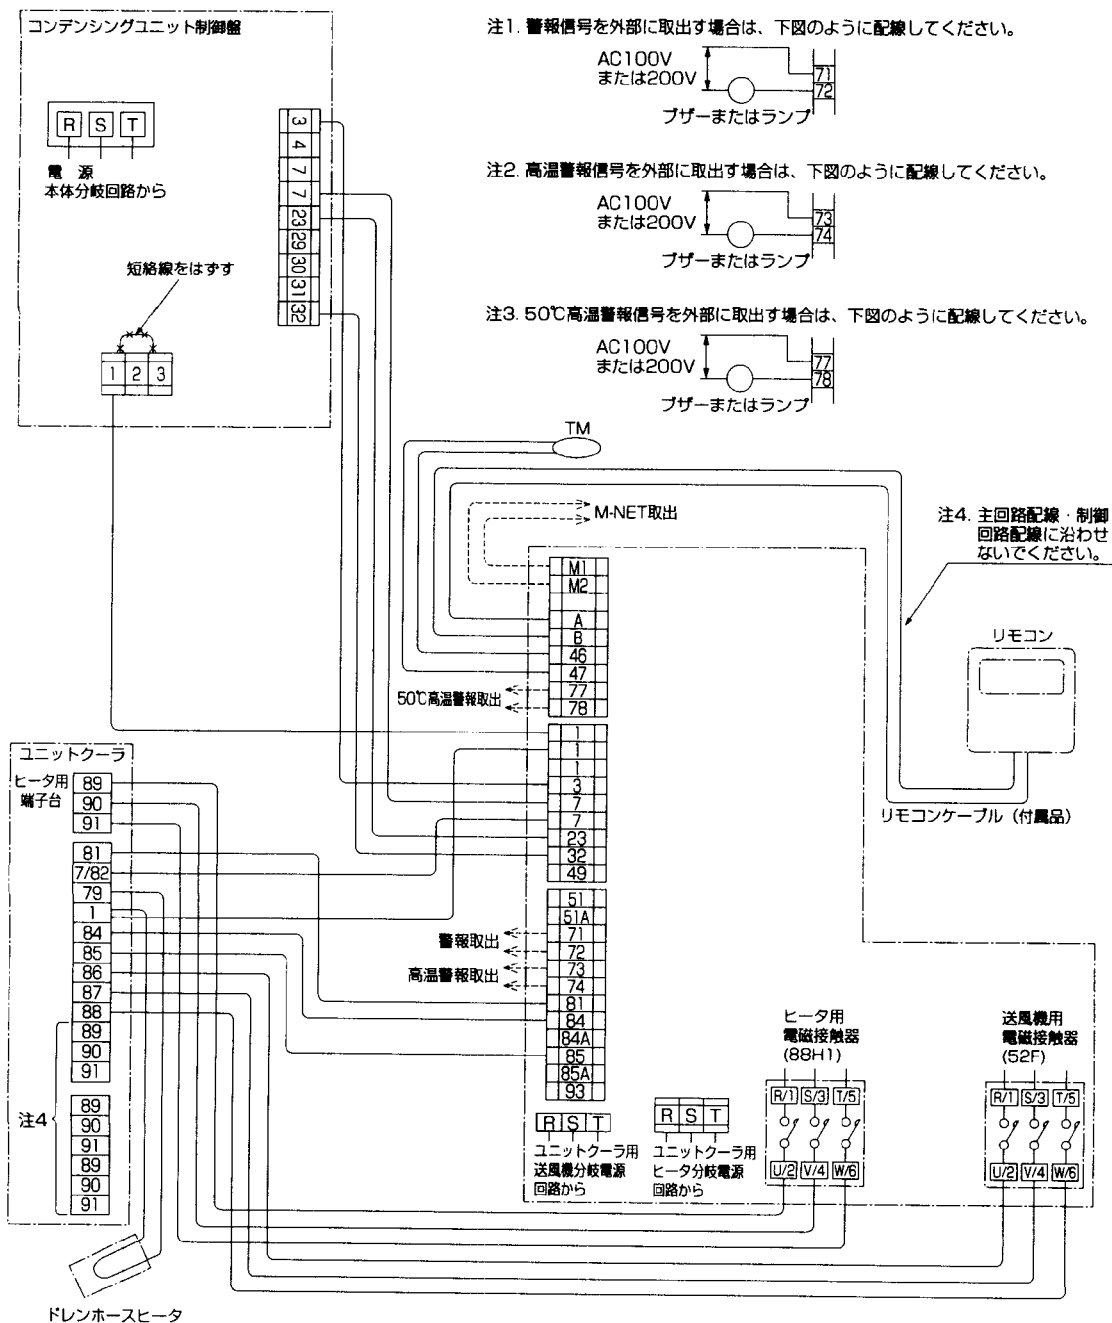 コンデンシングユニット制御盤
R S T
電 源
本体分岐回路から
3
4
7
7
23
29
30
31
32
短絡線をはずす
1 2 3
注1. 警報信号を外部に取出す場合は、下図のように配線してください。
AC100V
または200V
71
72
ブザーまたはランプ
注2. 高温警報信号を外部に取出す場合は、下図のように配線してください。
AC100V
または200V
73
74
ブザーまたはランプ
注3. 50℃高温警報信号を外部に取出す場合は、下図のように配線してください。
AC100V
または200V
77
78
ブザーまたはランプ
TM
M-NET取出
注4. 主回路配線・制御
回路配線に沿わせ
ないでください。
リモコン
リモコンケーブル（付属品）
M1
M2
A
B
46
47
77
78
50℃高温警報取出
1
1
1
3
7
7
23
32
49
51
51A
71
72
73
74
81
84
84A
85
85A
93
警報取出
高温警報取出
ユニットクーラ
ヒータ用
端子台
89
90
91
81
7/82
79
1
84
85
86
87
88
89
90
91
注4
89
90
91
89
90
91
ドレンホースヒータ
R S T
ユニットクーラ用
送風機分岐電源
回路から
R S T
ユニットクーラ用
ヒータ分岐電源
回路から
ヒータ用
電磁接触器
(88H1)
R/1 S/3 T/5
U/2 V/4 W/6
送風機用
電磁接触器
(52F)
R/1 S/3 T/5
U/2 V/4 W/6